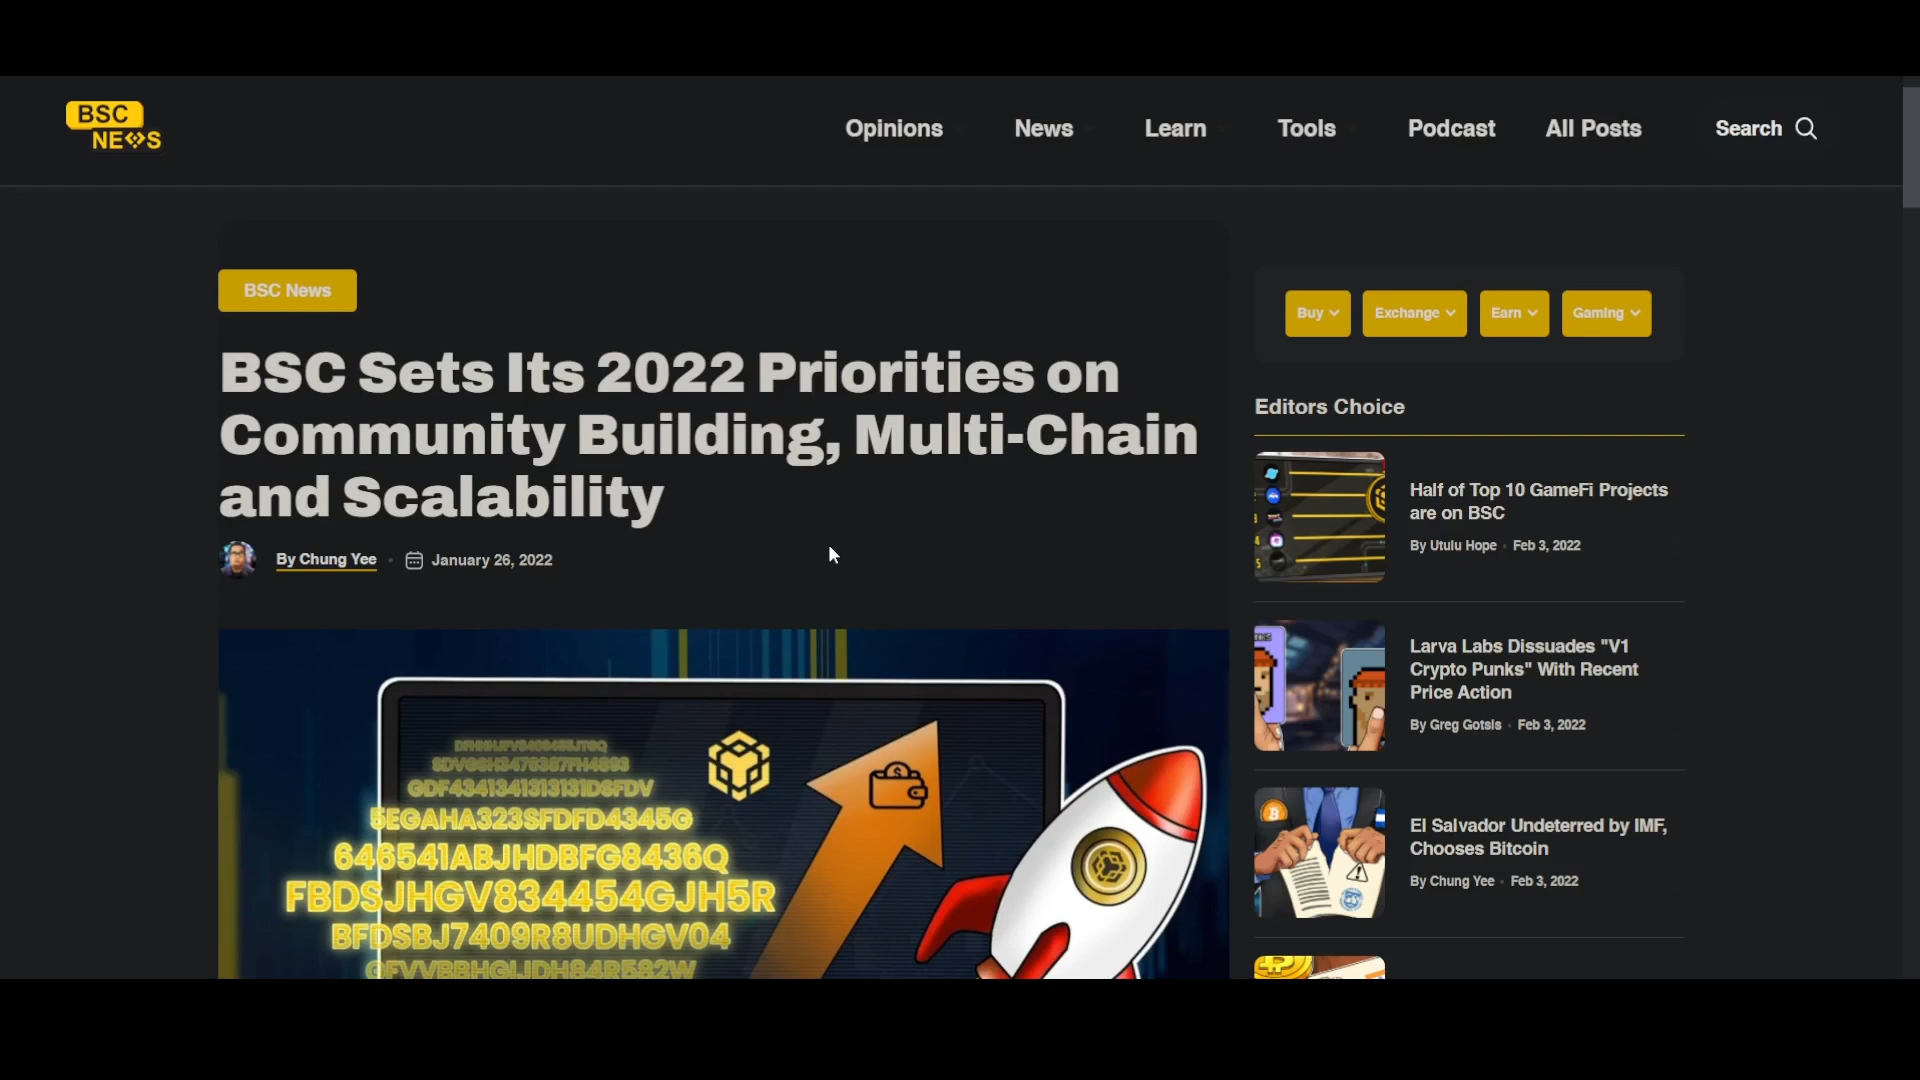 BSC
NEWS
Opinions
News
Learn
Tools
Podcast
All Posts
Search
BSC News
BSC Sets Its 2022 Priorities on
Community Building, Multi-Chain
and Scalability
By Chung Yee
January 26, 2022
5EGAHA323SFDFD4345G
646541ABJHDBFG8436Q
FBDSJHGV834454GJH5R
BFDSBJ7409R8UDHGV04
Buy
Exchange
Earn
Gaming
Editors Choice
Half of Top 10 GameFi Projects
are on BSC
By Utulu Hope · Feb 3, 2022
Larva Labs Dissuades "V1
Crypto Punks" With Recent
Price Action
By Greg Gotsis · Feb 3, 2022
El Salvador Undeterred by IMF,
Chooses Bitcoin
By Chung Yee · Feb 3, 2022